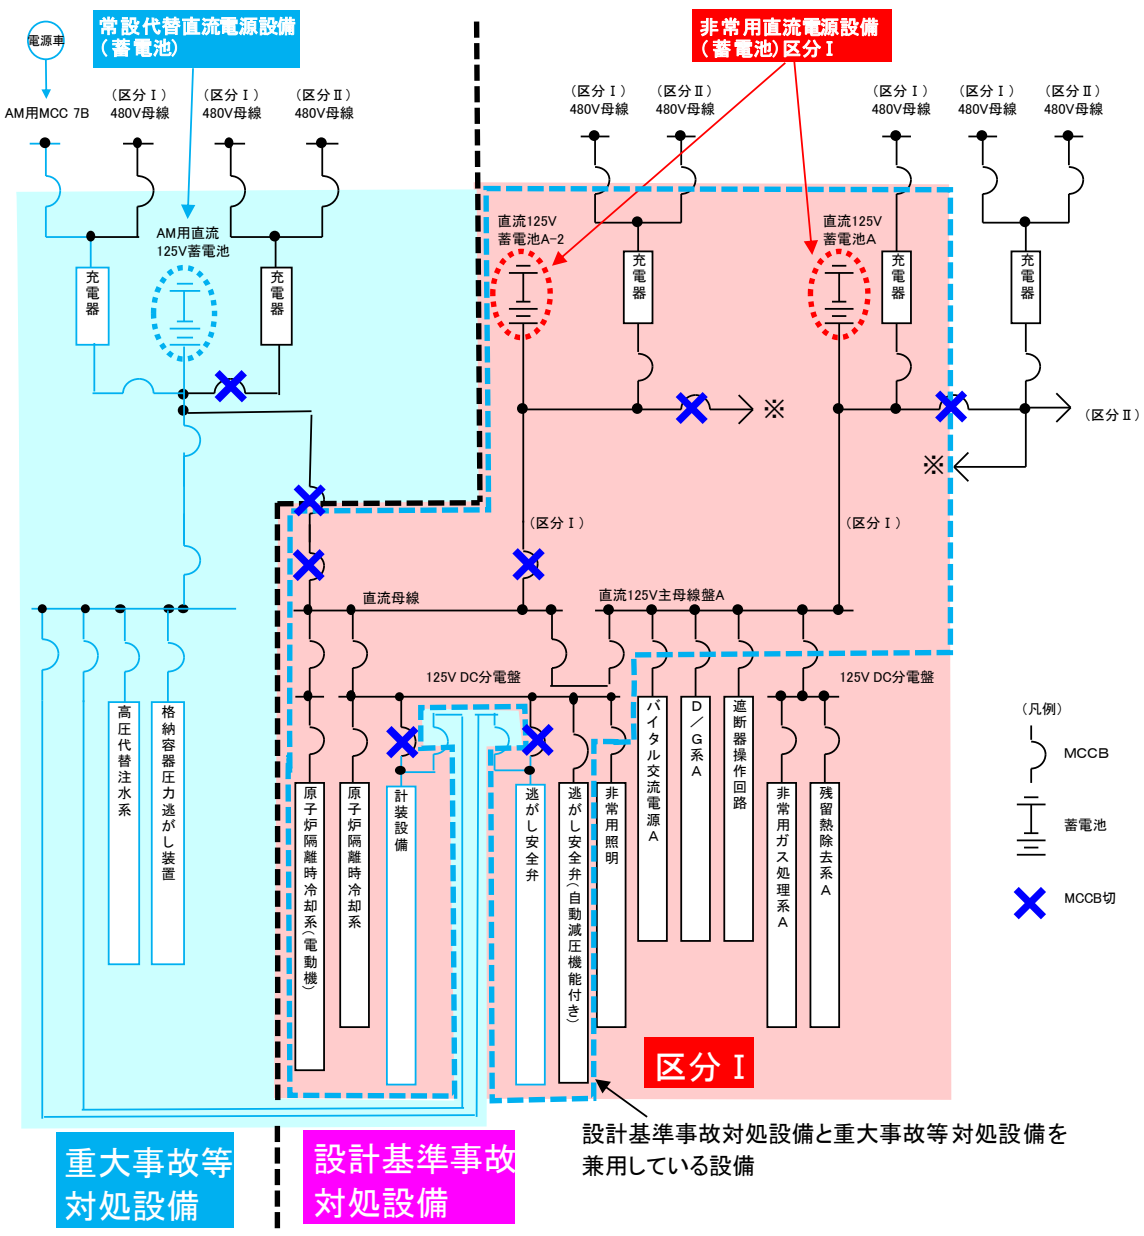 電源車
常設代替直流電源設備
(蓄電池)
非常用直流電源設備
(蓄電池)区分Ⅰ
AM用MCC 7B
(区分Ⅰ)
480V母線
(区分Ⅰ)
480V母線
(区分Ⅱ)
480V母線
(区分Ⅰ)
480V母線
(区分Ⅱ)
480V母線
(区分Ⅰ)
480V母線
(区分Ⅰ)
480V母線
(区分Ⅱ)
480V母線
AM用直流
125V蓄電池
直流125V
蓄電池A-2
直流125V
蓄電池A
充電器
充電器
充電器
充電器
充電器
※
(区分Ⅱ)
※
(区分Ⅰ)
(区分Ⅰ)
直流母線
直流125V主母線盤A
125V DC分電盤
125V DC分電盤
高圧代替注水系
格納容器圧力逃がし装置
原子炉隔離時冷却系(電動機)
原子炉隔離時冷却系
計装設備
逃がし安全弁
逃がし安全弁(自動減圧機能付き)
非常用照明
バイタル交流電源A
D/G系A
遮断器操作回路
非常用ガス処理系A
残留熱除去系A
(凡例)
MCCB
蓄電池
MCCB切
区分Ⅰ
設計基準事故対処設備と重大事故等対処設備を
兼用している設備
重大事故等
対処設備
設計基準事故
対処設備